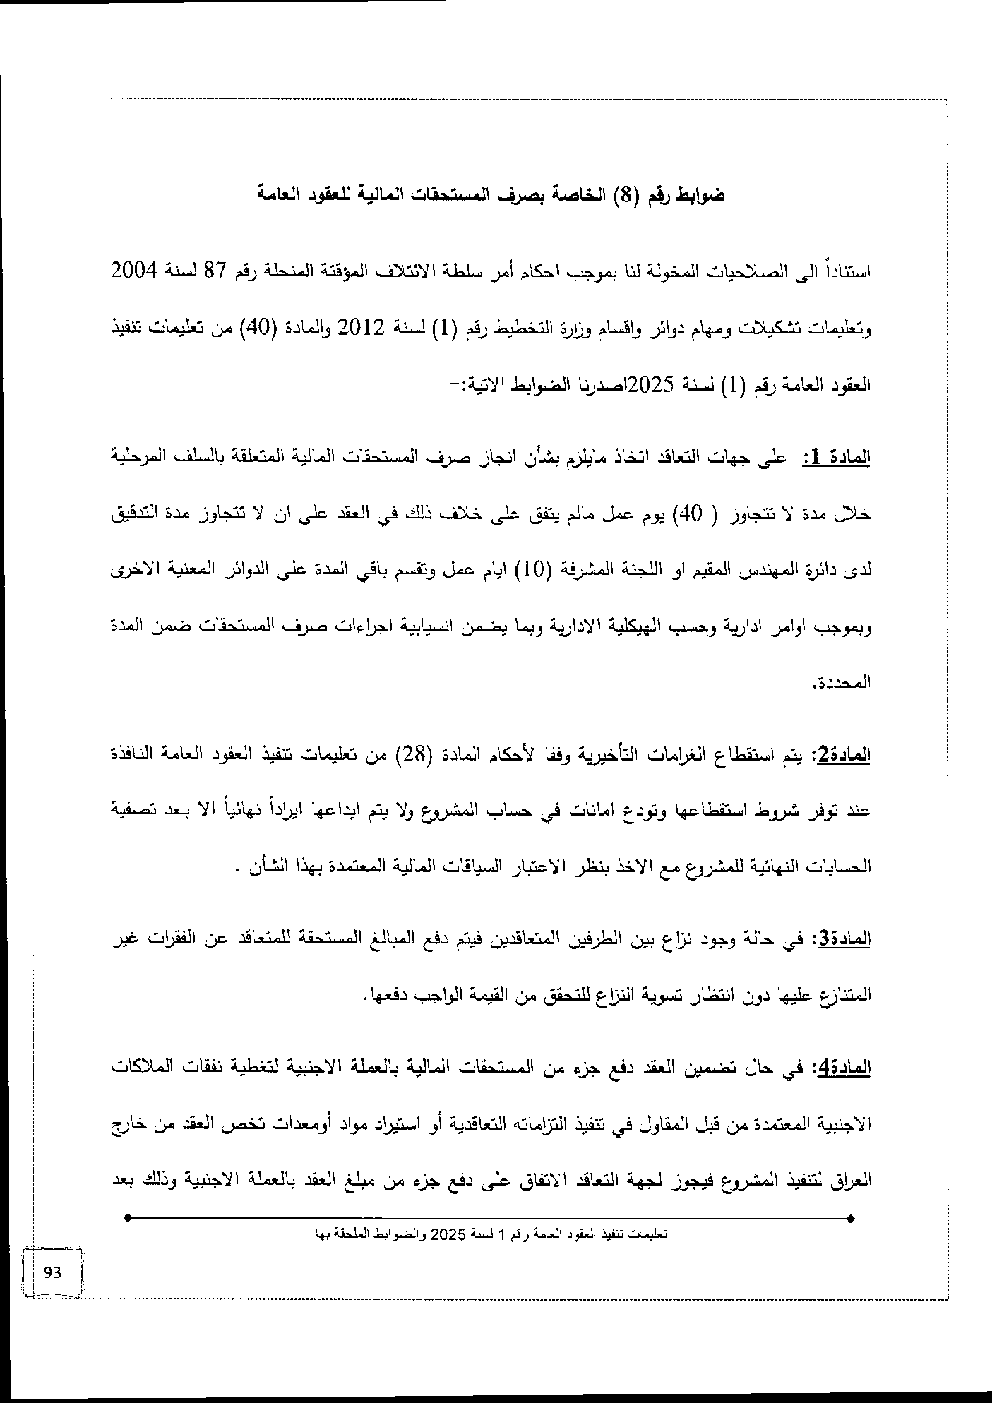 ضوابط رقم (8) الخاصة بصرف المستحقات المالية للعقود العامة
استناداً الى الصلاحيات المخولة لنا بموجب احكام أمر سلطة الائتلاف المؤقتة المنحلة رقم 87 لسنة 2004
وتعليمات تشكيلات ومهام دوائر واقسام وزارة التخطيط رقم (1) لسنة 2012 والمادة (40) من تعليمات تنفيذ
العقود العامة رقم (1) لسنة 2025اصدرنا الضوابط الاتية:-
المادة 1: على جهات التعاقد اتخاذ مايلزم بشأن انجاز صرف المستحقات المالية المتعلقة بالسلف المرحلية
خلال مدة لا تتجاوز ( 40) يوم عمل مالم يتفق على خلاف ذلك في العقد على ان لا تتجاوز مدة التدقيق
لدى دائرة المهندس المقيم او اللجنة المشرفة (10) ايام عمل وتقسم باقي المدة على الدوائر المعنية الاخرى
وبموجب اوامر ادارية وحسب الهيكلية الادارية وبما يضمن انسيابية اجراءات صرف المستحقات ضمن المدة
المحددة.
المادة2: يتم استقطاع الغرامات التأخيرية وفقا لأحكام المادة (28) من تعليمات تنفيذ العقود العامة النافذة
عند توفر شروط استقطاعها وتودع امانات في حساب المشروع ولا يتم ايداعها ايراداً نهائياً الا بعد تصفية
الحسابات النهائية للمشروع مع الاخذ بنظر الاعتبار السياقات المالية المعتمدة بهذا الشأن .
المادة3: في حالة وجود نزاع بين الطرفين المتعاقدين فيتم دفع المبالغ المستحقة للمتعاقد عن الفقرات غير
المتنازع عليها دون انتظار تسوية النزاع للتحقق من القيمة الواجب دفعها.
المادة4: في حال تضمين العقد دفع جزء من المستحقات المالية بالعملة الاجنبية لتغطية نفقات الملاكات
الاجنبية المعتمدة من قبل المقاول في تنفيذ التزاماته التعاقدية أو استيراد مواد أومعدات تخص العقد من خارج
العراق لتنفيذ المشروع فيجوز لجهة التعاقد الاتفاق على دفع جزء من مبلغ العقد بالعملة الاجنبية وذلك بعد
تعليمات تنفيذ العقود العامة رقم 1 لسنة 2025 والضوابط الملحقة بها
93